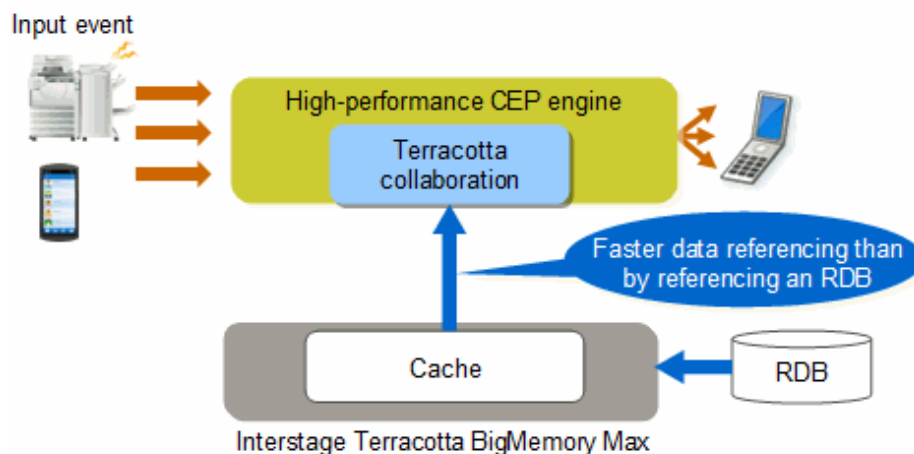 Input event
High-performance CEP engine
Terracotta
collaboration
Faster data referencing than
by referencing an RDB
Cache
RDB
Interstage Terracotta BigMemory Max